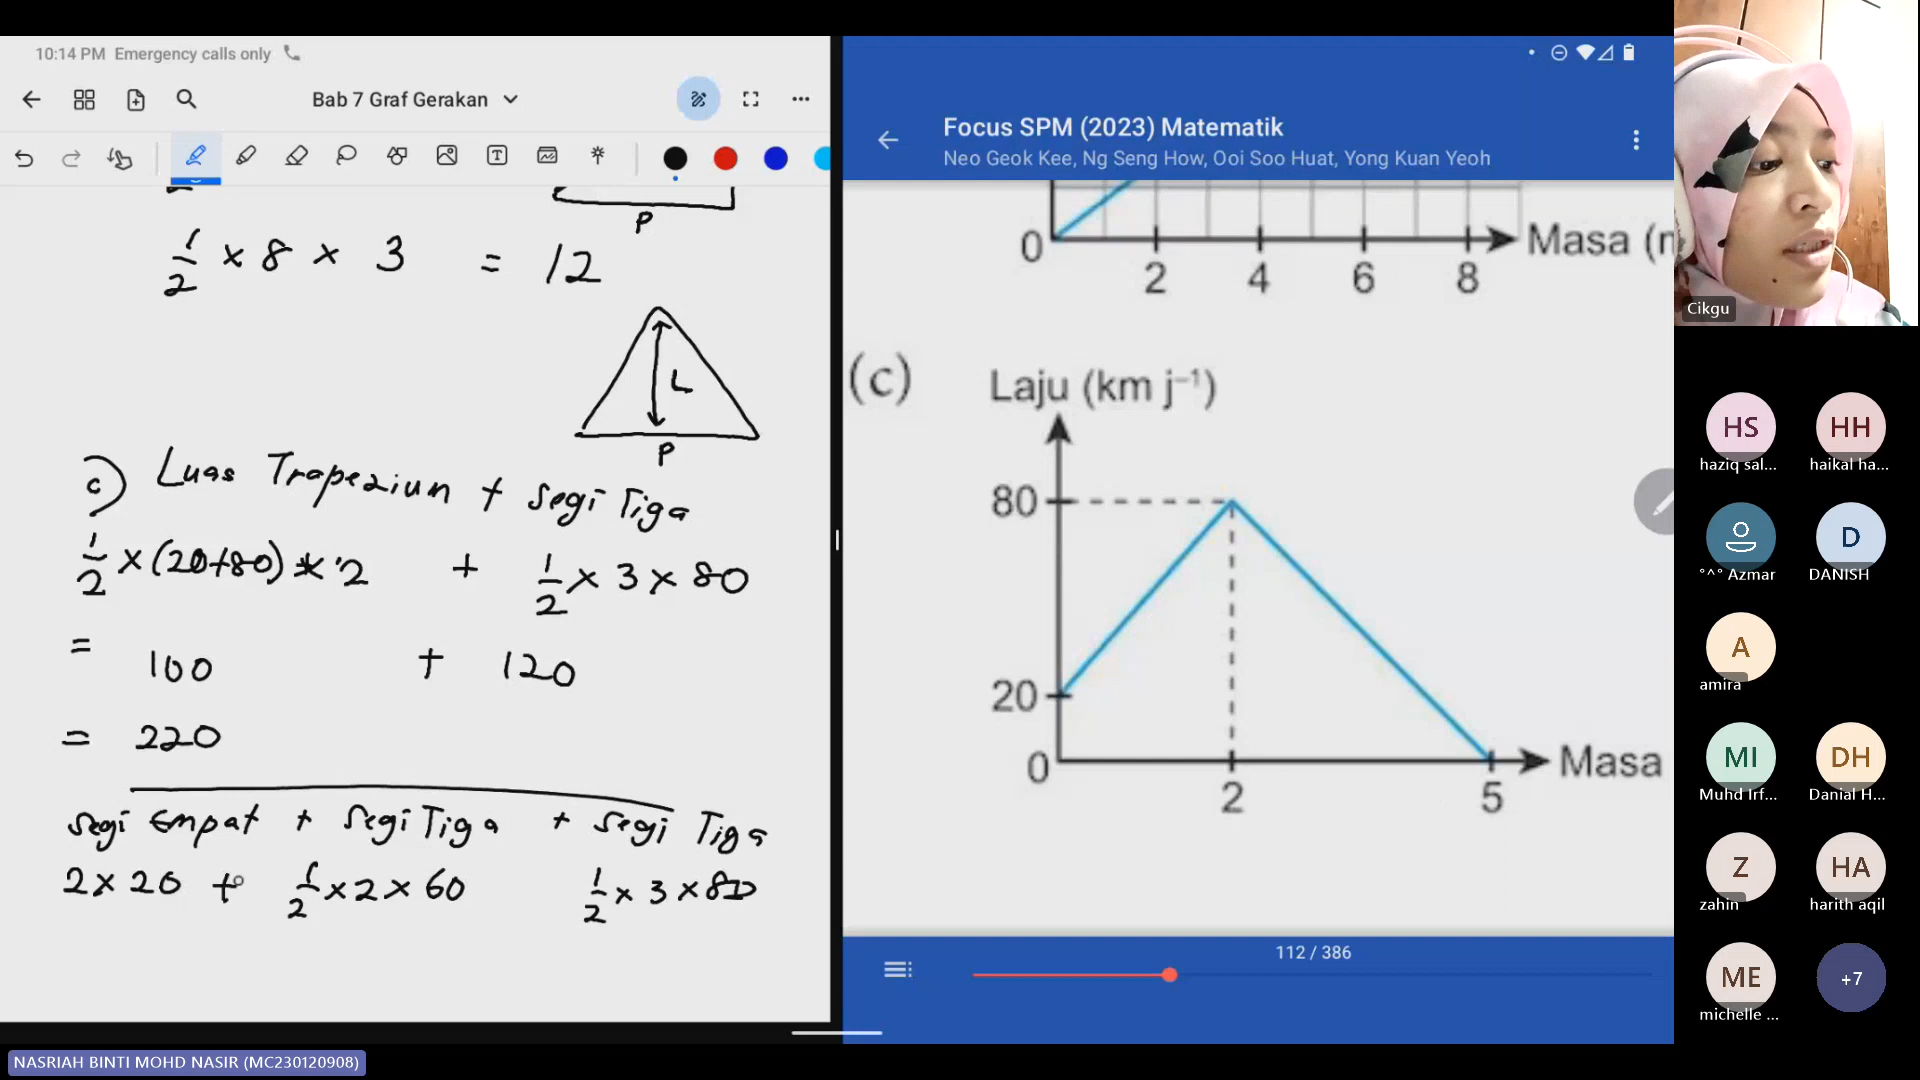 10:14 PM Emergency calls only
Bab 7 Graf Gerakan
P
1/2 × 8 × 3 = 12
L
P
c) Luas Trapezium + Segi Tiga
1/2 × (20+80) × 2 + 1/2 × 3 × 80
= 100 + 120
= 220
Segi Empat + Segi Tiga + Segi Tiga
2 × 20 + 1/2 × 2 × 60 1/2 × 3 × 80
Focus SPM (2023) Matematik
Neo Geok Kee, Ng Seng How, Ooi Soo Huat, Yong Kuan Yeoh
0 Masa
2 4 6 8
(c) Laju (km j⁻¹)
80
20
0 Masa
2 5
112 / 386
Cikgu
HS HH
haziq sal... haikal ha...
D
°^° Azmar DANISH
A
amira
MI DH
Muhd Irf... Danial H...
Z HA
zahin harith aqil
ME +7
michelle ...
NASRIAH BINTI MOHD NASIR (MC230120908)